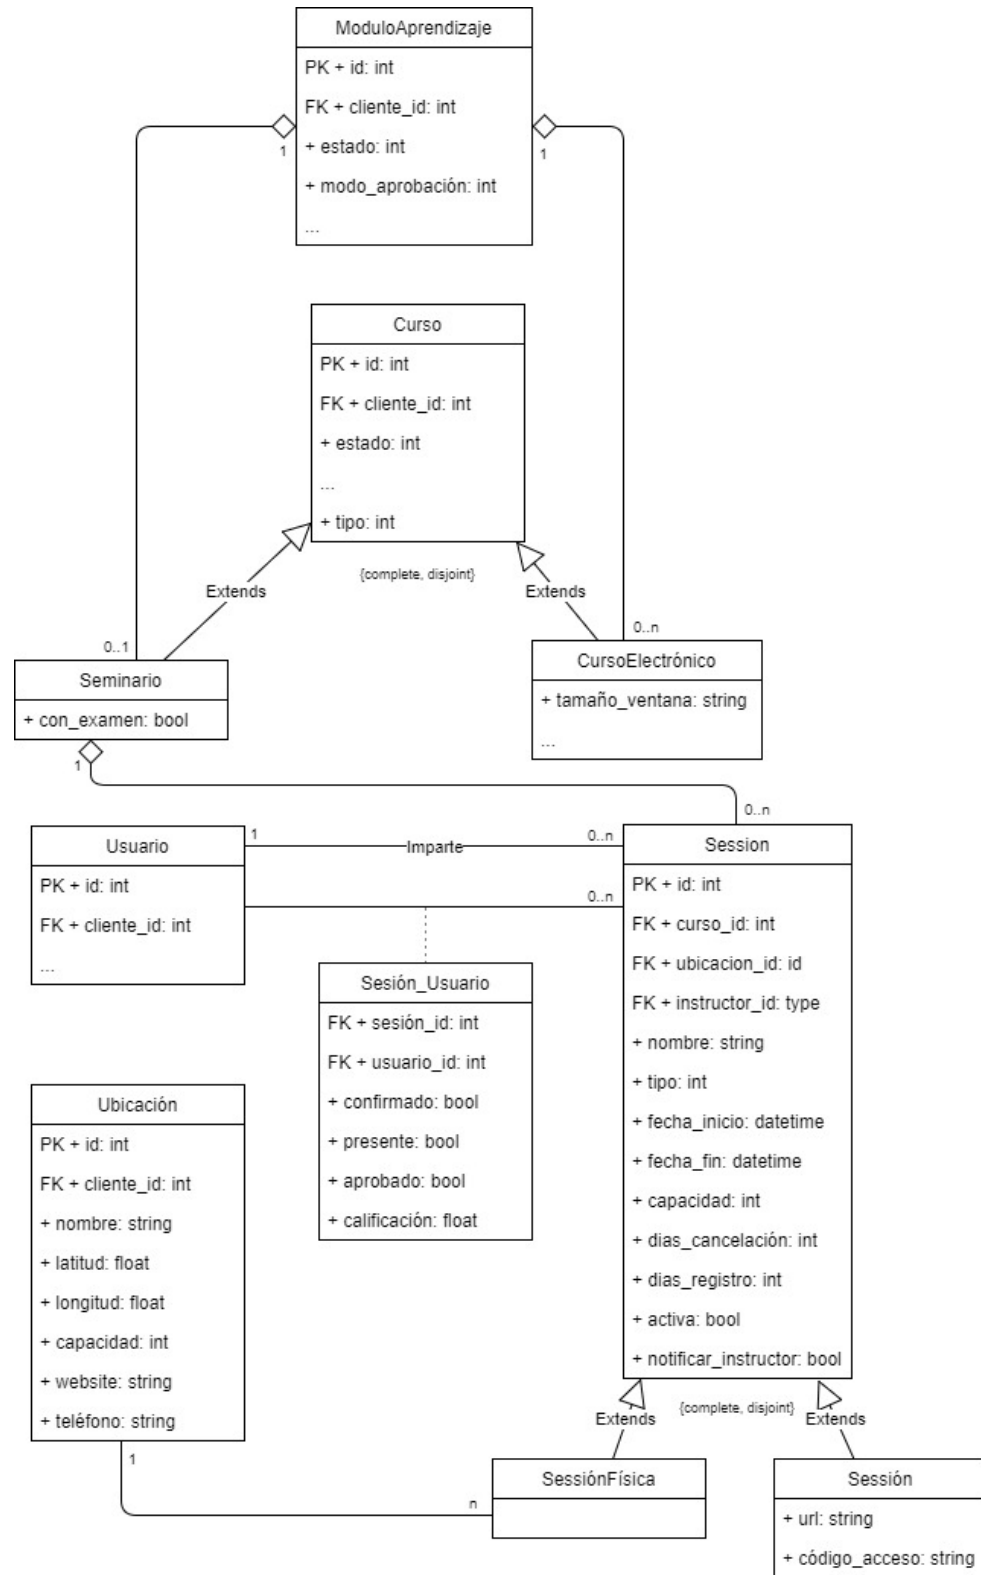 ModuloAprendizaje
PK + id: int
FK + cliente_id: int
+ estado: int
+ modo_aprobación: int
...
1
1
Curso
PK + id: int
FK + cliente_id: int
+ estado: int
...
+ tipo: int
{complete, disjoint}
Extends
Extends
0..1
0..n
Seminario
+ con_examen: bool
CursoElectrónico
+ tamaño_ventana: string
...
1
0..n
Usuario
PK + id: int
FK + cliente_id: int
...
1
Imparte
0..n
0..n
Session
PK + id: int
FK + curso_id: int
FK + ubicacion_id: id
FK + instructor_id: type
+ nombre: string
+ tipo: int
+ fecha_inicio: datetime
+ fecha_fin: datetime
+ capacidad: int
+ dias_cancelación: int
+ dias_registro: int
+ activa: bool
+ notificar_instructor: bool
Sesión_Usuario
FK + sesión_id: int
FK + usuario_id: int
+ confirmado: bool
+ presente: bool
+ aprobado: bool
+ calificación: float
Ubicación
PK + id: int
FK + cliente_id: int
+ nombre: string
+ latitud: float
+ longitud: float
+ capacidad: int
+ website: string
+ teléfono: string
1
n
{complete, disjoint}
Extends
Extends
SessiónFísica
Sessión
+ url: string
+ código_acceso: string